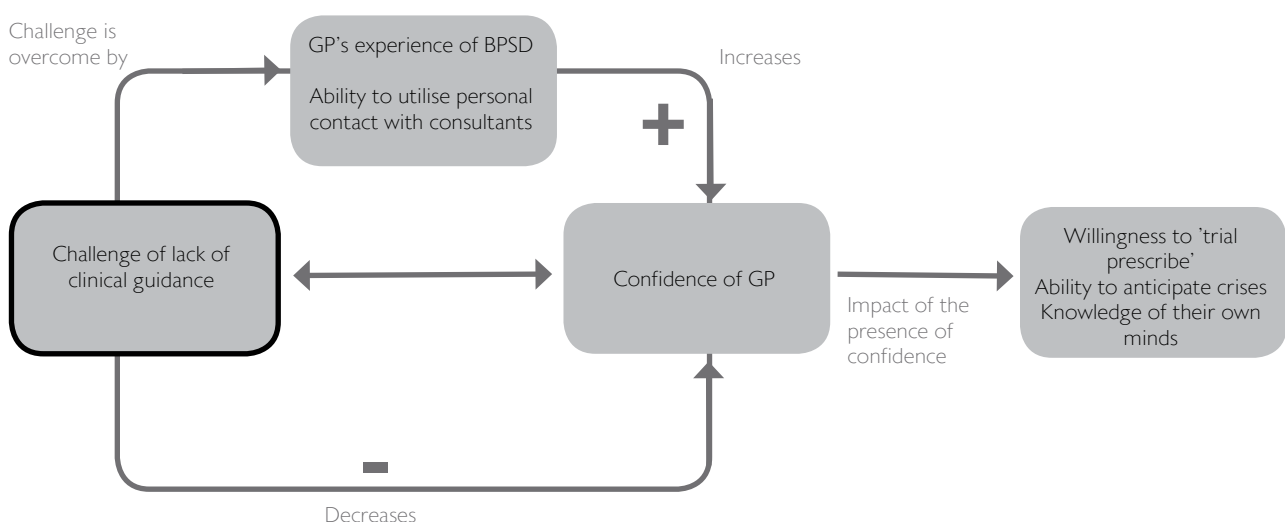 Challenge is
overcome by
GP’s experience of BPSD
Ability to utilise personal
contact with consultants
Increases
+
Challenge of lack of
clinical guidance
Confidence of GP
Impact of the
presence of
confidence
Willingness to ’trial
prescribe’
Ability to anticipate crises
Knowledge of their own
minds
-
Decreases